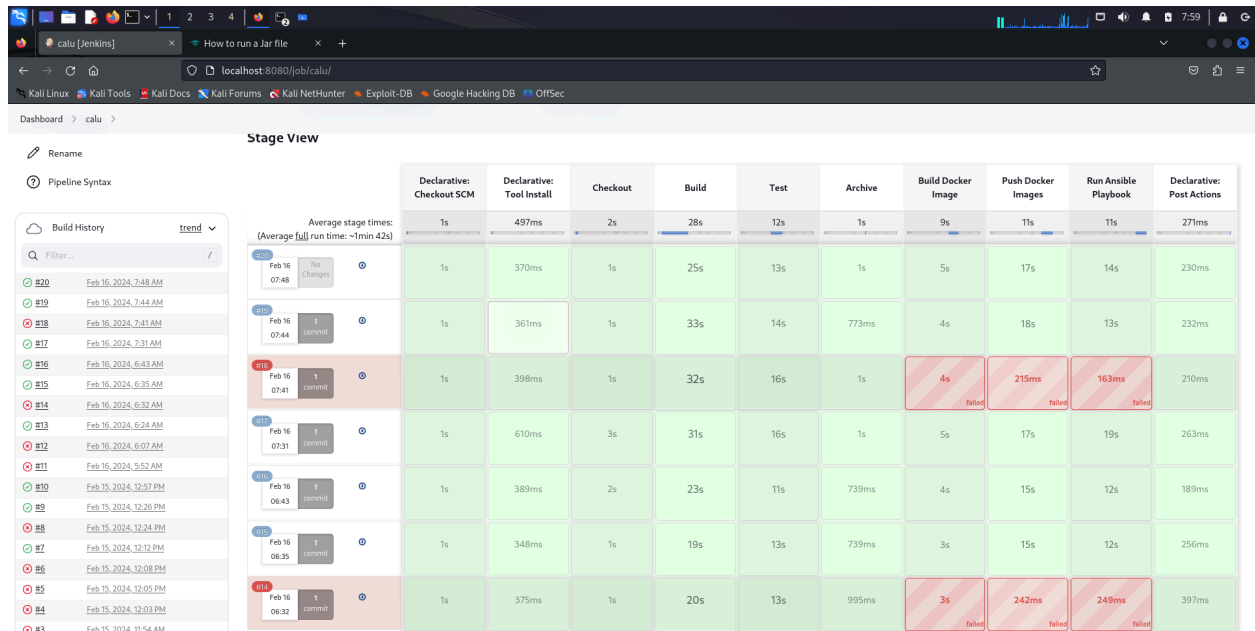 1 2 3 4 7:59
calu [Jenkins] × How to run a Jar file × +
localhost:8080/job/calu/
Kali Linux Kali Tools Kali Docs Kali Forums Kali NetHunter Exploit-DB Google Hacking DB OffSec
Dashboard > calu >
Rename
Pipeline Syntax
Build History trend
Filter... /
#20 Feb 16, 2024, 7:48 AM
#19 Feb 16, 2024, 7:44 AM
#18 Feb 16, 2024, 7:41 AM
#17 Feb 16, 2024, 7:31 AM
#16 Feb 16, 2024, 6:43 AM
#15 Feb 16, 2024, 6:35 AM
#14 Feb 16, 2024, 6:32 AM
#13 Feb 16, 2024, 6:24 AM
#12 Feb 16, 2024, 6:07 AM
#11 Feb 16, 2024, 5:52 AM
#10 Feb 15, 2024, 12:57 PM
#9 Feb 15, 2024, 12:26 PM
#8 Feb 15, 2024, 12:24 PM
#7 Feb 15, 2024, 12:12 PM
#6 Feb 15, 2024, 12:08 PM
#5 Feb 15, 2024, 12:05 PM
#4 Feb 15, 2024, 12:03 PM
#3 Feb 15, 2024, 11:54 AM
Stage View
Declarative: Declarative: Checkout Build Test Archive Build Docker Push Docker Run Ansible Declarative:
Checkout SCM Tool Install Image Images Playbook Post Actions
Average stage times: 1s 497ms 2s 28s 12s 1s 9s 11s 11s 271ms
(Average full run time: ~1min 42s)
#20
Feb 16 No
07:48 Changes
1s 370ms 1s 25s 13s 1s 5s 17s 14s 230ms
#19
Feb 16 1
07:44 commit
1s 361ms 1s 33s 14s 773ms 4s 18s 13s 232ms
#18
Feb 16 1
07:41 commit
1s 398ms 1s 32s 16s 1s 4s 215ms 163ms 210ms
failed failed failed
#17
Feb 16 1
07:31 commit
1s 610ms 3s 31s 16s 1s 5s 17s 19s 263ms
#16
Feb 16 1
06:43 commit
1s 389ms 2s 23s 11s 739ms 4s 15s 12s 189ms
#15
Feb 16 1
06:35 commit
1s 348ms 1s 19s 13s 739ms 3s 15s 12s 256ms
#14
Feb 16 1
06:32 commit
1s 375ms 1s 20s 13s 995ms 3s 242ms 249ms 397ms
failed failed failed